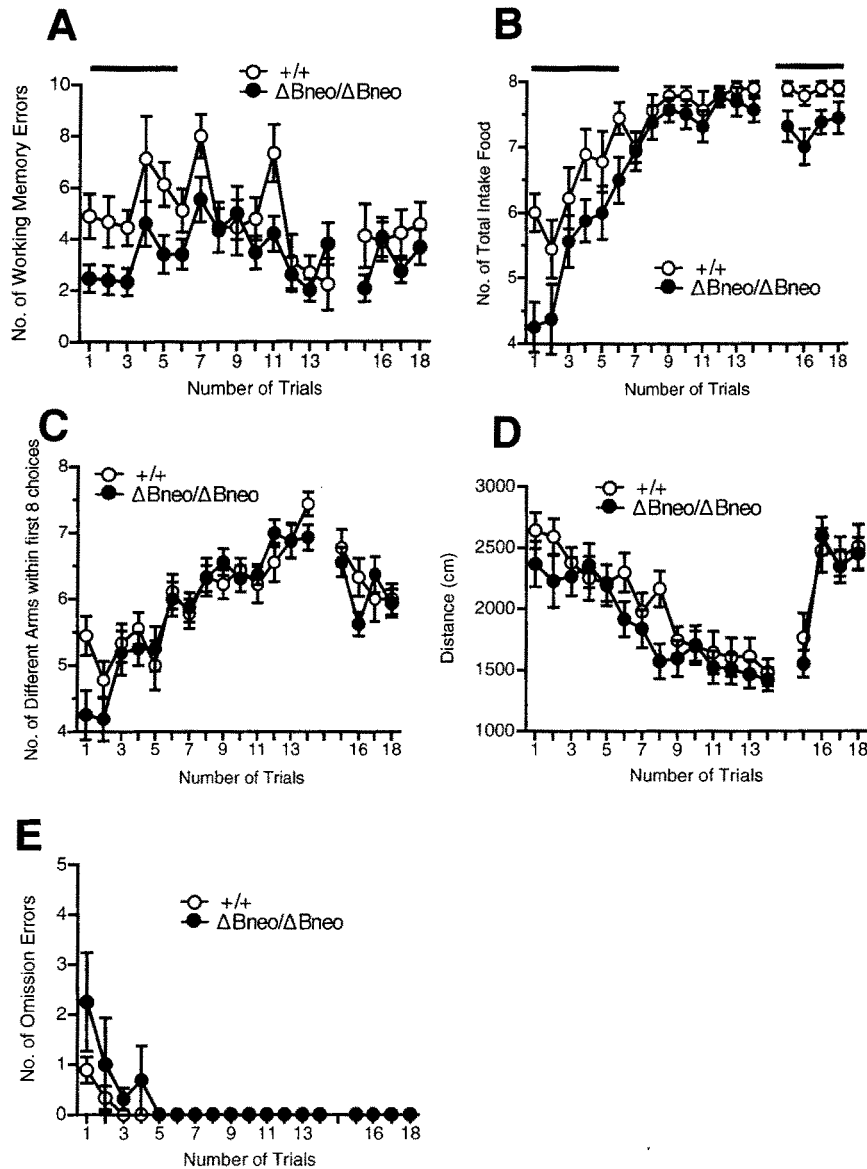 A
+/+
ΔBneo/ΔBneo
No. of Working Memory Errors
10
8
6
4
2
0
1 3 5 7 9 11 13 16 18
Number of Trials
B
+/+
ΔBneo/ΔBneo
No. of Total Intake Food
8
7
6
5
4
1 3 5 7 9 11 13 16 18
Number of Trials
C
+/+
ΔBneo/ΔBneo
No. of Different Arms within first 8 choices
8
7
6
5
4
1 3 5 7 9 11 13 16 18
Number of Trials
D
+/+
ΔBneo/ΔBneo
Distance (cm)
3000
2500
2000
1500
1000
1 3 5 7 9 11 13 16 18
Number of Trials
E
+/+
ΔBneo/ΔBneo
No. of Omission Errors
5
4
3
2
1
0
1 3 5 7 9 11 13 16 18
Number of Trials